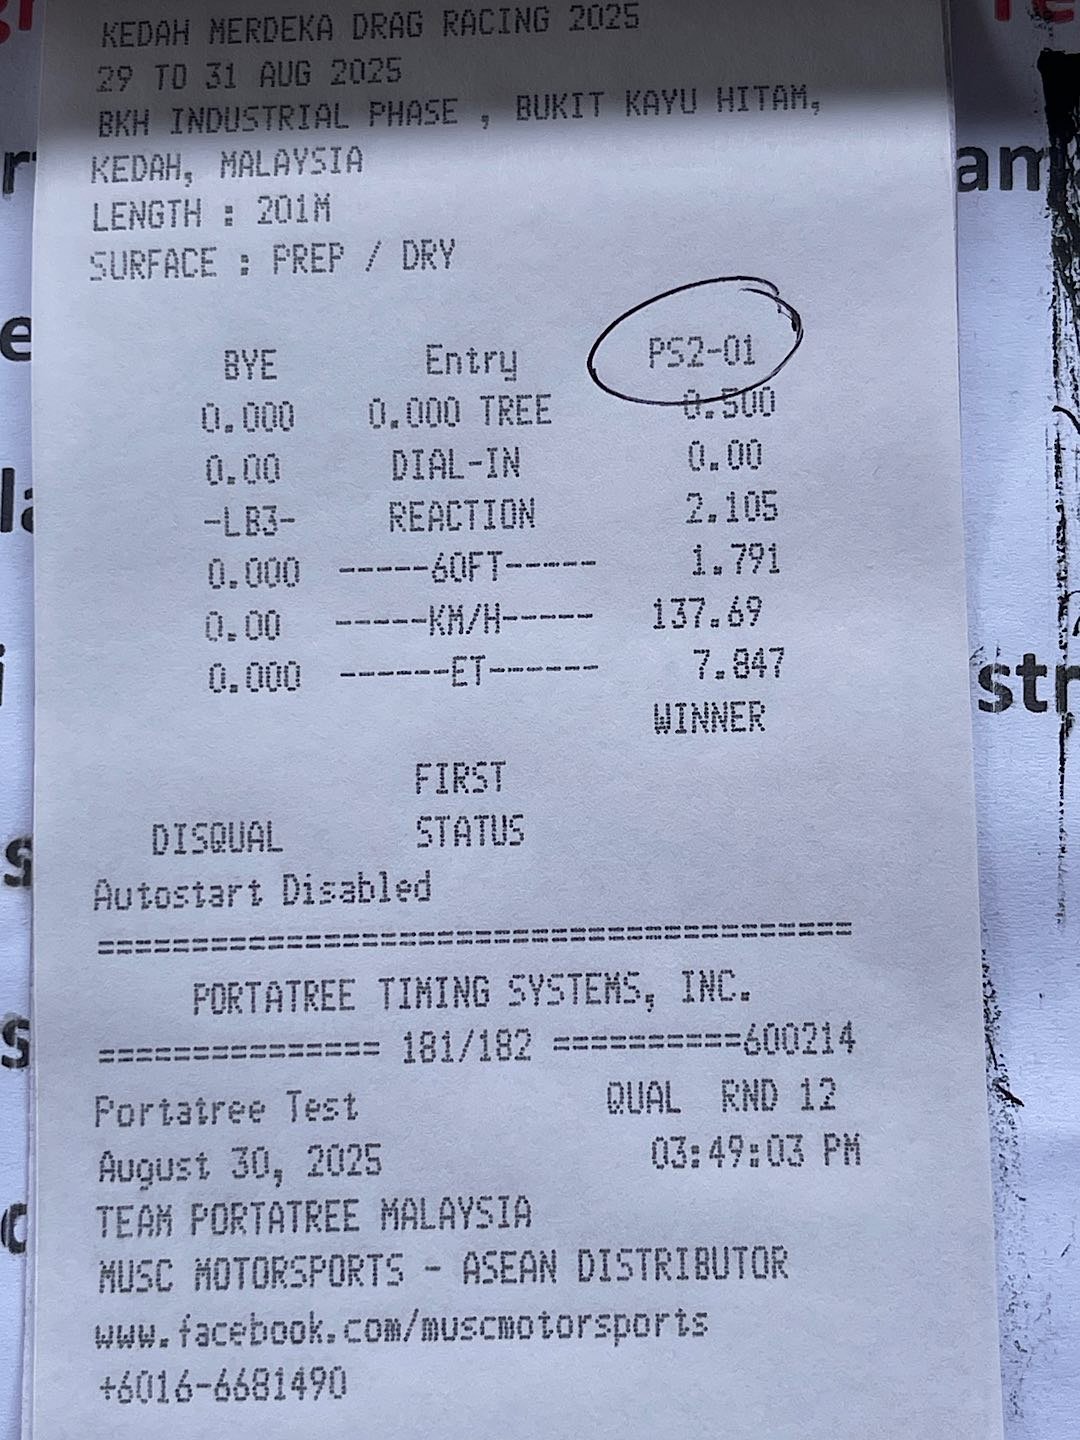 KEDAH MERDEKA DRAG RACING 2025
29 TO 31 AUG 2025
BKH INDUSTRIAL PHASE , BUKIT KAYU HITAM,
KEDAH, MALAYSIA
LENGTH : 201M
SURFACE : PREP / DRY
BYE Entry PS2-01
0.000 0.000 TREE 0.500
0.00 DIAL-IN 0.00
-LB3- REACTION 2.105
0.000 -----60FT----- 1.791
0.00 -----KM/H----- 137.69
0.000 ------ET------ 7.847
WINNER
FIRST
DISQUAL STATUS
Autostart Disabled
=======================================
PORTATREE TIMING SYSTEMS, INC.
=============== 181/182 ==========600214
Portatree Test QUAL RND 12
August 30, 2025 03:49:03 PM
TEAM PORTATREE MALAYSIA
MUSC MOTORSPORTS - ASEAN DISTRIBUTOR
www.facebook.com/muscmotorsports
+6016-6681490